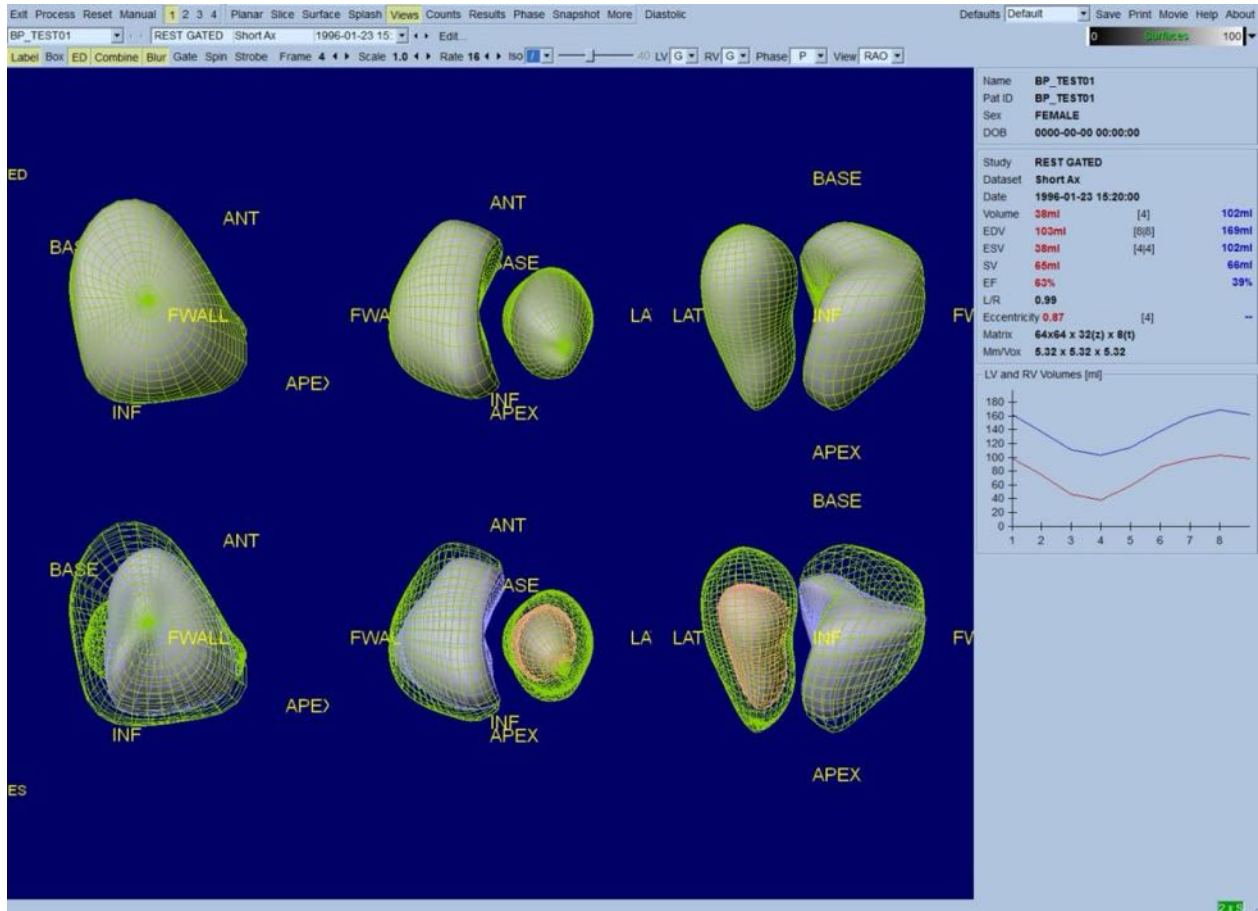 Exit Process Reset Manual 1 2 3 4 Planar Slice Surface Splash Views Counts Results Phase Snapshot More Diastolic Defaults Default Save Print Movie Help About
BP_TEST01 REST GATED Short Ax 1996-01-23 15: Edit... 0 Surfaces 100
Label Box ED Combine Blur Gate Spin Strobe Frame 4 Scale 1.0 Rate 16 Iso 40 LV G RV G Phase P View RAO
Name BP_TEST01
Pat ID BP_TEST01
Sex FEMALE
DOB 0000-00-00 00:00:00
Study REST GATED
Dataset Short Ax
Date 1996-01-23 15:20:00
Volume 38ml [4] 102ml
EDV 103ml [8|8] 169ml
ESV 38ml [4|4] 102ml
SV 65ml 66ml
EF 63% 39%
L/R 0.99
Eccentricity 0.87 [4] --
Matrix 64x64 x 32(z) x 8(t)
Mm/Vox 5.32 x 5.32 x 5.32
LV and RV Volumes [ml]
180
160
140
120
100
80
60
40
20
0
1 2 3 4 5 6 7 8
ED
ANT
BAS
FWALL
APEX
INF
ANT
BASE
FWA
LA
INF
APEX
BASE
LAT
INF
FW
APEX
ANT
BASE
FWALL
APEX
INF
ANT
BASE
FWAL
LA
INF
APEX
BASE
LAT
INF
FW
APEX
ES
2 x S